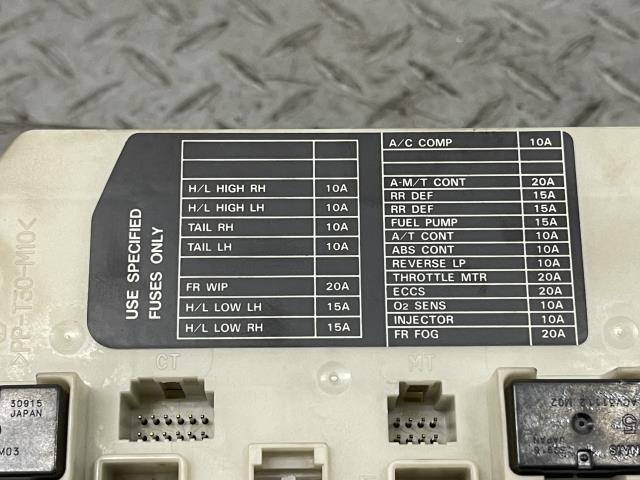 USE SPECIFIED
FUSES ONLY
H/L HIGH RH 10A
H/L HIGH LH 10A
TAIL RH 10A
TAIL LH 10A
FR WIP 20A
H/L LOW LH 15A
H/L LOW RH 15A
A/C COMP 10A
A-M/T CONT 20A
RR DEF 15A
RR DEF 15A
FUEL PUMP 15A
A/T CONT 10A
ABS CONT 10A
REVERSE LP 10A
THROTTLE MTR 20A
ECCS 20A
O2 SENS 10A
INJECTOR 10A
FR FOG 20A
>PP-T30-M10<
CT
MT
30915
JAPAN
M03